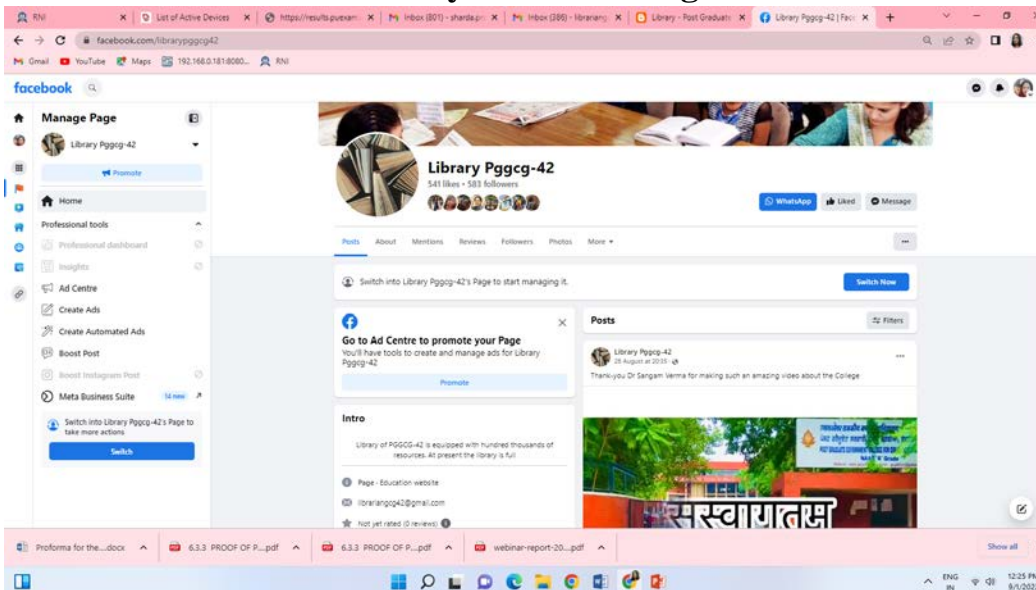 RNI
List of Active Devices
https://results.puexam
Inbox (801) - sharda.pr
Inbox (386) - librariang
Library - Post Graduate
Library Pggcg-42 | Face
facebook.com/librarypggcg42
Gmail
YouTube
Maps
192.168.0.181:8080...
RNI
facebook
Manage Page
Library Pggcg-42
Promote
Home
Professional tools
Professional dashboard
Insights
Ad Centre
Create Ads
Create Automated Ads
Boost Post
Boost Instagram Post
Meta Business Suite
14 new
Switch into Library Pggcg-42's Page to
take more actions
Switch
Library Pggcg-42
541 likes • 583 followers
WhatsApp
Liked
Message
Posts
About
Mentions
Reviews
Followers
Photos
More
Switch into Library Pggcg-42's Page to start managing it.
Switch Now
Go to Ad Centre to promote your Page
You'll have tools to create and manage ads for Library
Pggcg-42
Promote
Intro
Library of PGGCG-42 is equipped with hundred thousands of
resources. At present the library is full
Page · Education website
librariangcg42@gmail.com
Not yet rated (0 reviews)
Posts
Filters
Library Pggcg-42
28 August at 20:35
Thank-you Dr Sangam Verma for making such an amazing video about the College
सुस्वागतम
Proforma for the....docx
6.3.3 PROOF OF P....pdf
6.3.3 PROOF OF P....pdf
webinar-report-20....pdf
Show all
ENG
IN
12:25 PM